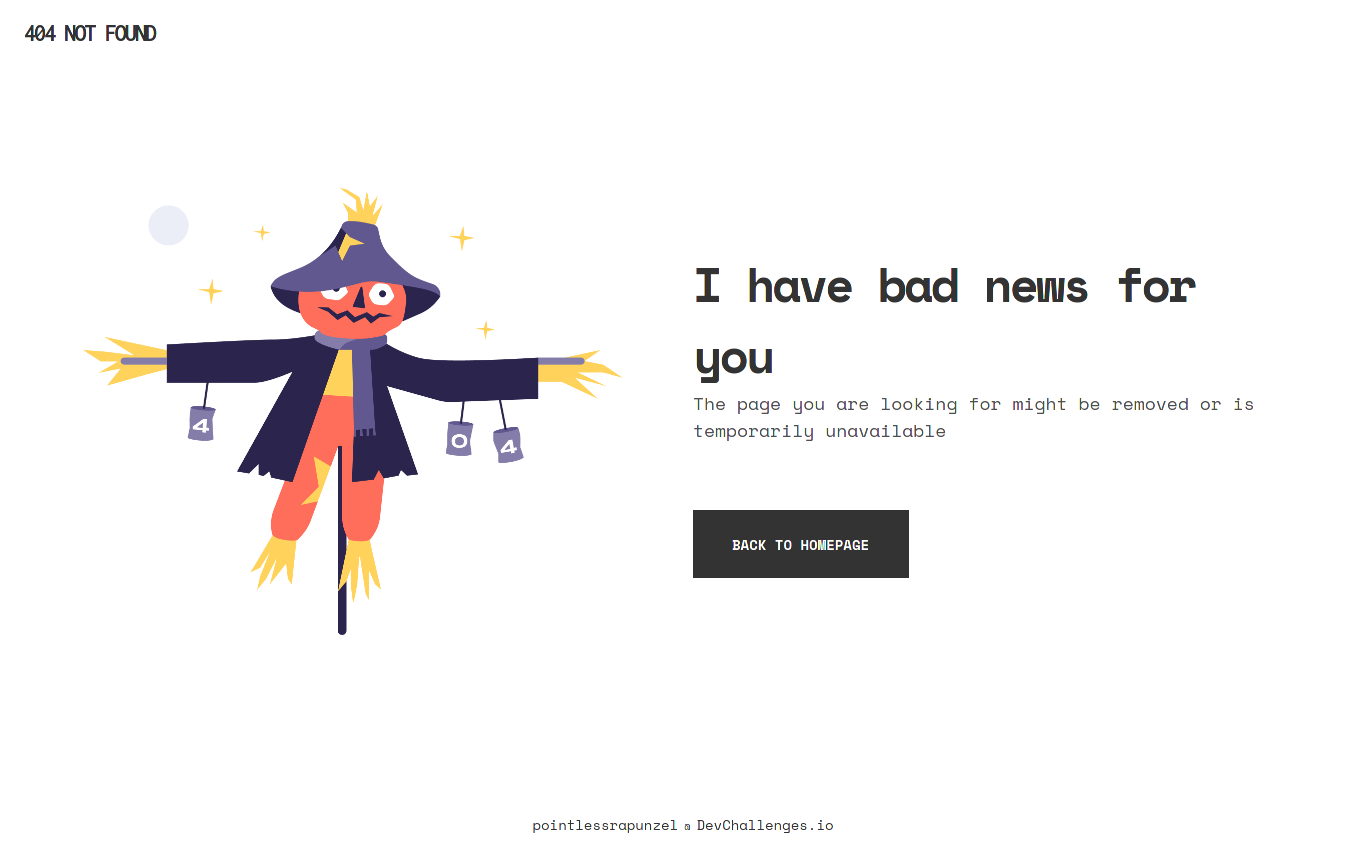 404 NOT FOUND
4
0
4
I have bad news for
you
The page you are looking for might be removed or is
temporarily unavailable
BACK TO HOMEPAGE
pointlessrapunzel @ DevChallenges.io